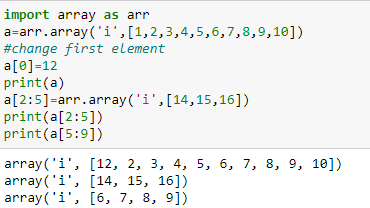 import array as arr
a=arr.array('i',[1,2,3,4,5,6,7,8,9,10])
#change first element
a[0]=12
print(a)
a[2:5]=arr.array('i',[14,15,16])
print(a[2:5])
print(a[5:9])
array('i', [12, 2, 3, 4, 5, 6, 7, 8, 9, 10])
array('i', [14, 15, 16])
array('i', [6, 7, 8, 9])